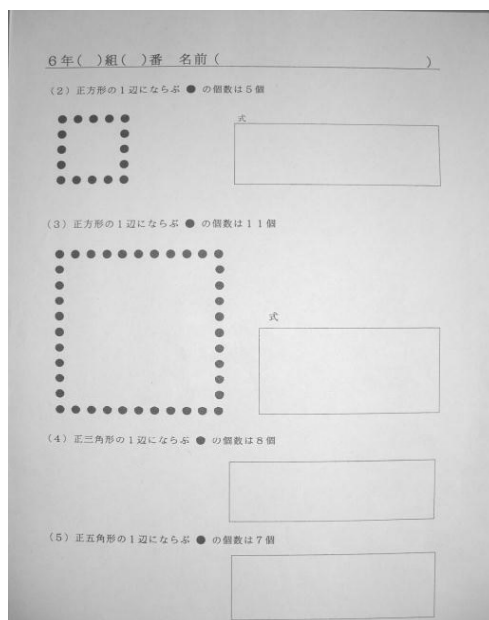 6年( )組( )番 名前( )
(2)正方形の1辺にならぶ ● の個数は5個
式
(3)正方形の1辺にならぶ ● の個数は11個
式
(4)正三角形の1辺にならぶ ● の個数は8個
(5)正五角形の1辺にならぶ ● の個数は7個